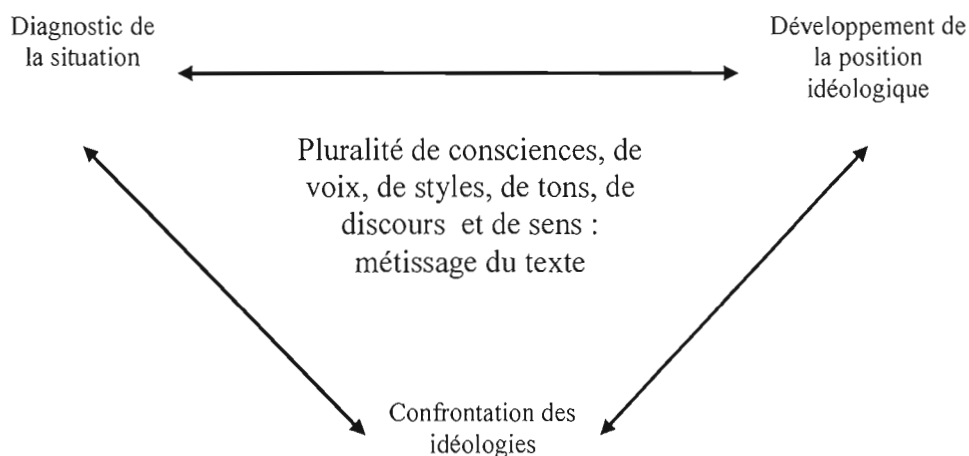 Diagnostic de
la situation
Développement de
la position
idéologique
Pluralité de consciences, de
voix, de styles, de tons, de
discours et de sens :
métissage du texte
Confrontation des
idéologies